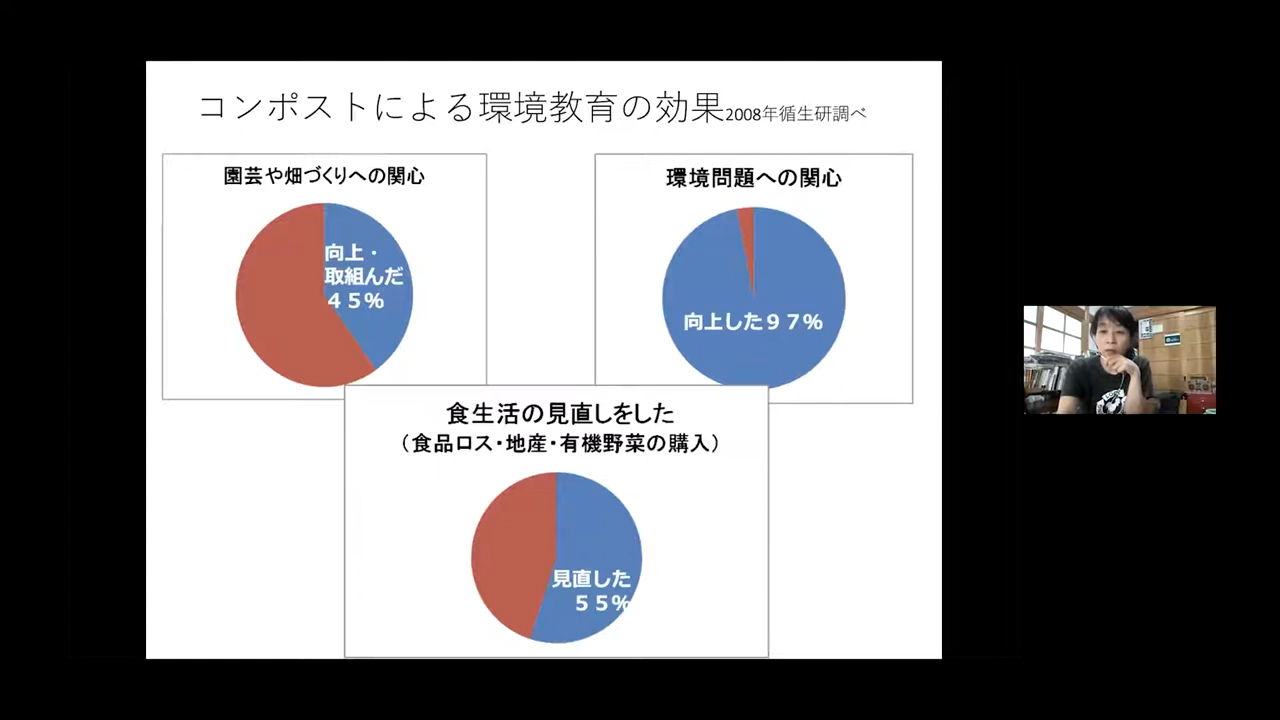 コンポストによる環境教育の効果2008年循生研調べ
園芸や畑づくりへの関心
向上・
取組んだ
４５％
環境問題への関心
向上した９７％
食生活の見直しをした
（食品ロス・地産・有機野菜の購入）
見直した
５５％